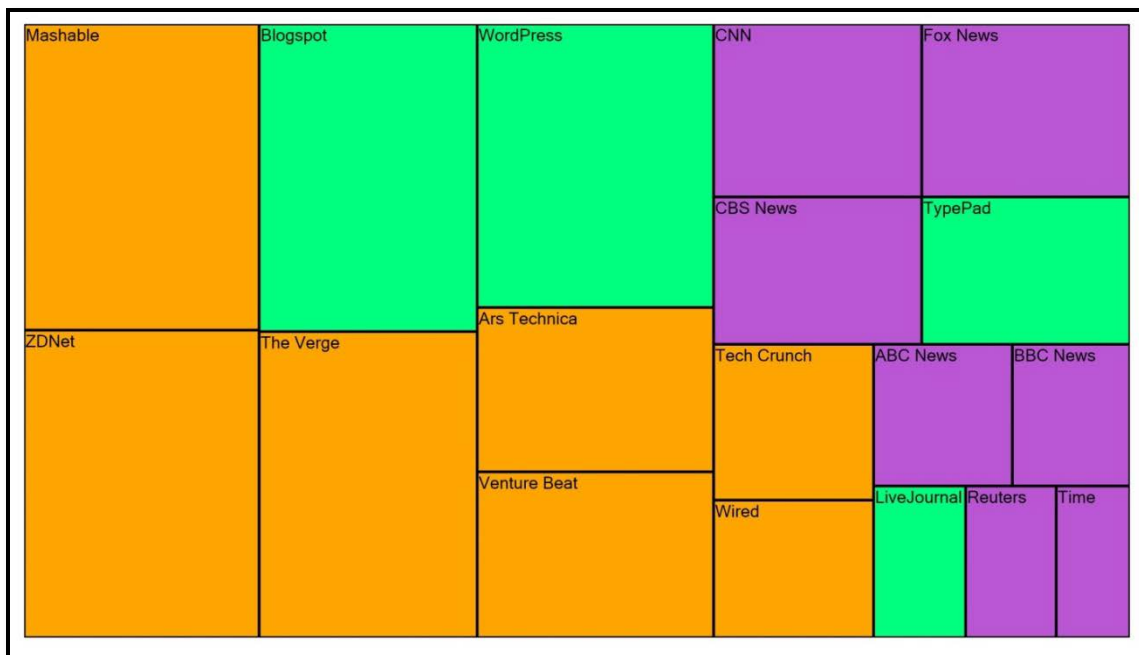 Mashable
Blogspot
WordPress
CNN
Fox News
CBS News
TypePad
ZDNet
The Verge
Ars Technica
Tech Crunch
ABC News
BBC News
Venture Beat
Wired
LiveJournal
Reuters
Time